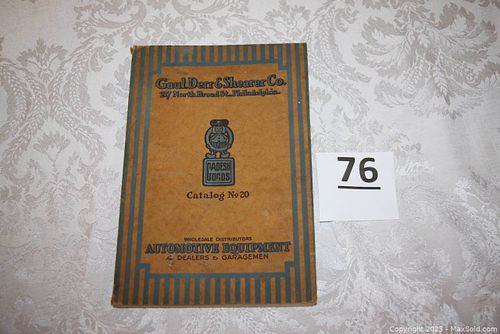 Gaul, Derr & Shearer Co.
217 North Broad St., Philadelphia.
Catalog No 20
WHOLESALE DISTRIBUTORS
AUTOMOTIVE EQUIPMENT
DEALERS & GARAGEMEN
76
Copyright © 2023 - MaxSold.com